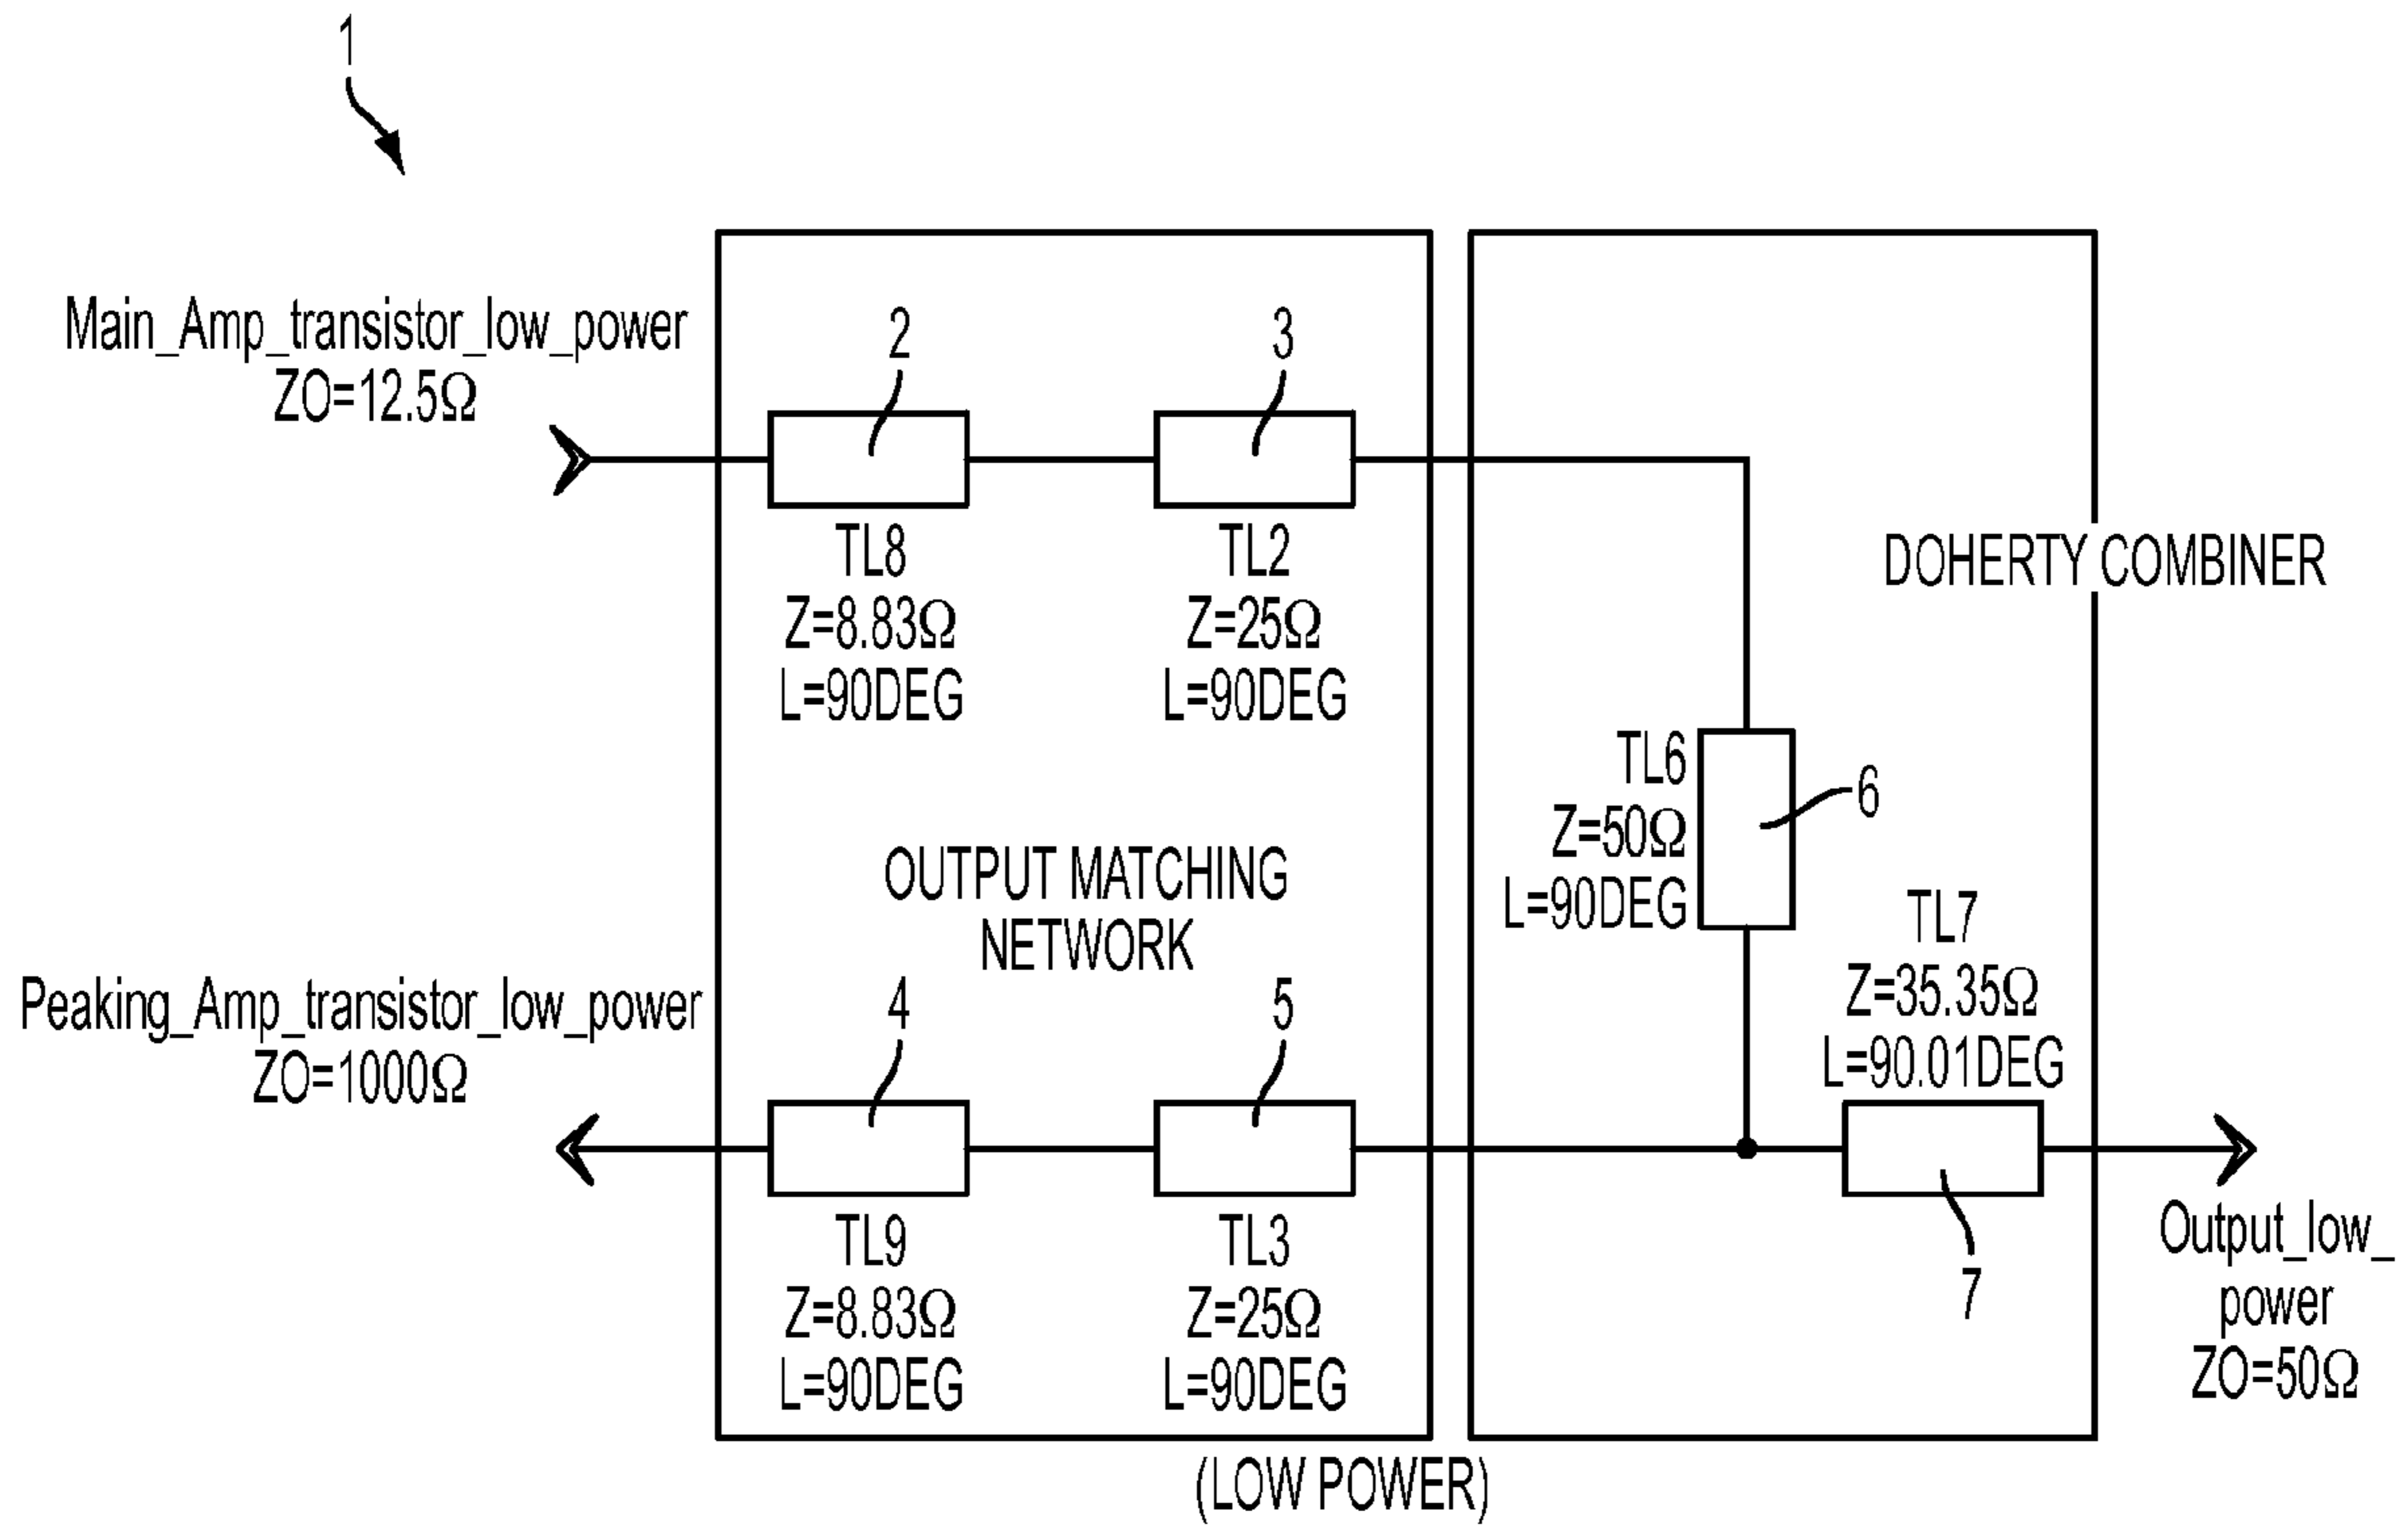 1
Main_Amp_transistor_low_power
ZO=12.5Ω
2
3
TL8
Z=8.83Ω
L=90DEG
TL2
Z=25Ω
L=90DEG
DOHERTY COMBINER
TL6
Z=50Ω
L=90DEG
6
OUTPUT MATCHING
NETWORK
TL7
Z=35.35Ω
L=90.01DEG
Peaking_Amp_transistor_low_power
ZO=1000Ω
4
5
TL9
Z=8.83Ω
L=90DEG
TL3
Z=25Ω
L=90DEG
7
Output_low_
power
ZO=50Ω
(LOW POWER)